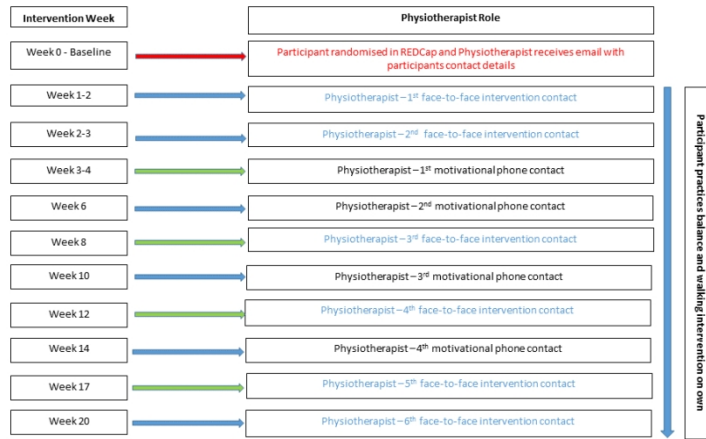 Intervention Week
Physiotherapist Role
Week 0 - Baseline
Participant randomised in REDCap and Physiotherapist receives email with
participants contact details
Week 1-2
Physiotherapist – 1st face-to-face intervention contact
Week 2-3
Physiotherapist – 2nd face-to-face intervention contact
Week 3-4
Physiotherapist – 1st motivational phone contact
Week 6
Physiotherapist – 2nd motivational phone contact
Week 8
Physiotherapist – 3rd face-to-face intervention contact
Week 10
Physiotherapist – 3rd motivational phone contact
Week 12
Physiotherapist – 4th face-to-face intervention contact
Week 14
Physiotherapist – 4th motivational phone contact
Week 17
Physiotherapist – 5th face-to-face intervention contact
Week 20
Physiotherapist – 6th face-to-face intervention contact
Participant practices balance and walking intervention on own